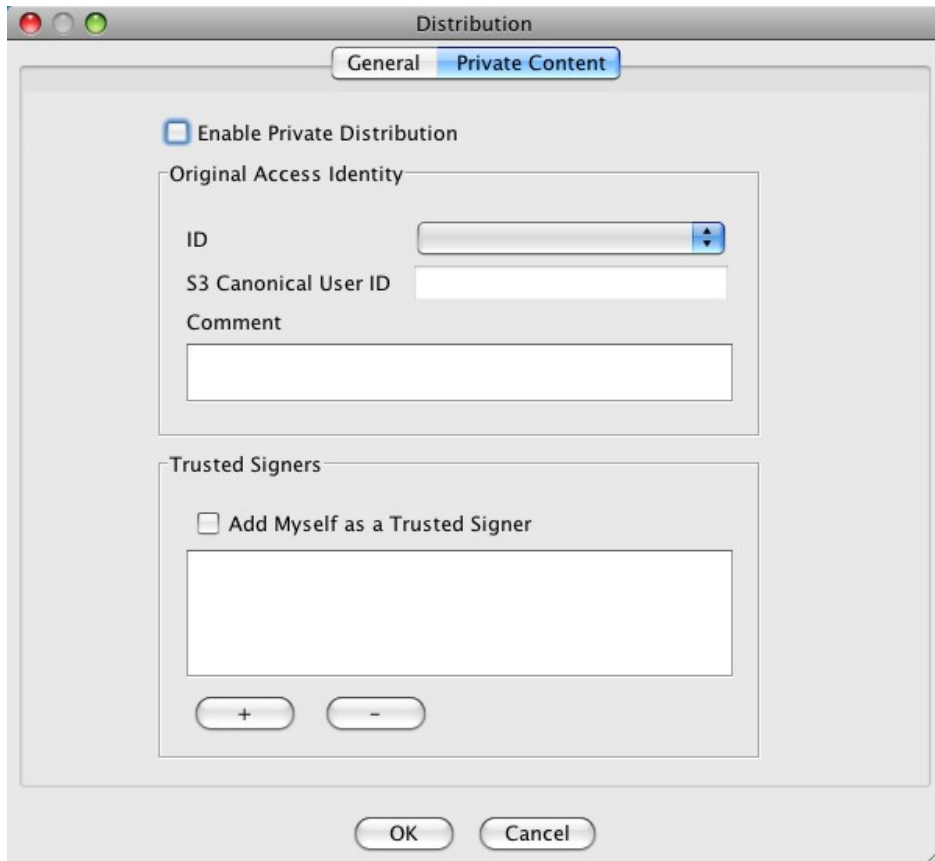 Distribution
General Private Content
Enable Private Distribution
Original Access Identity
ID
S3 Canonical User ID
Comment
Trusted Signers
Add Myself as a Trusted Signer
+ -
OK Cancel